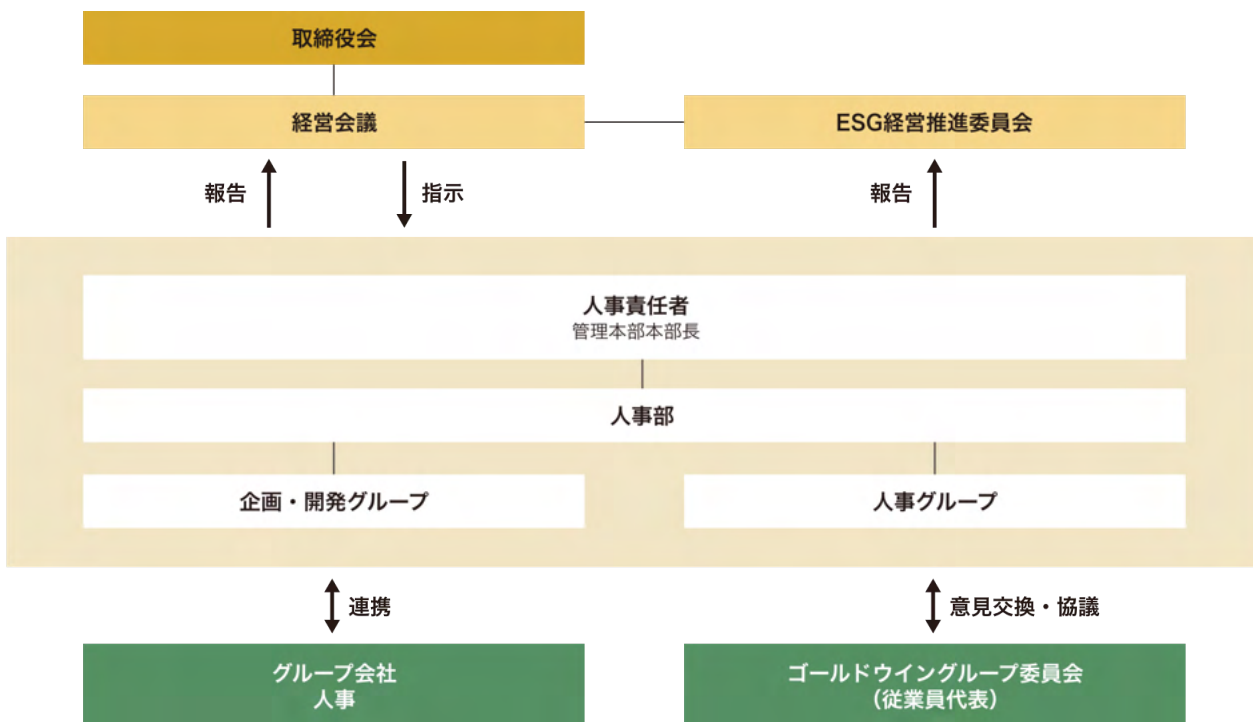 取締役会
経営会議
ESG経営推進委員会
報告
指示
報告
人事責任者
管理本部本部長
人事部
企画・開発グループ
人事グループ
連携
意見交換・協議
グループ会社
人事
ゴールドウイングループ委員会
（従業員代表）